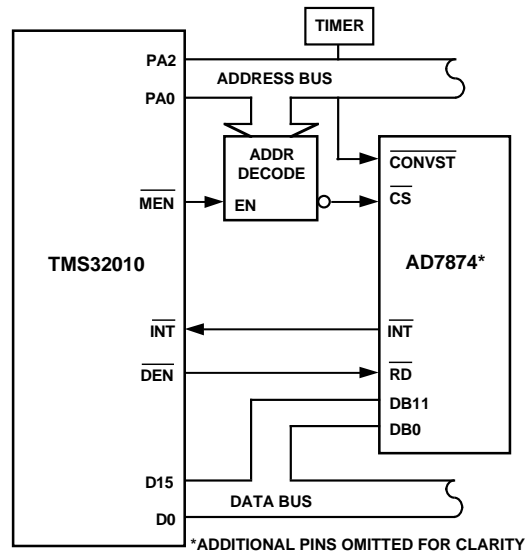 TIMER
PA2
ADDRESS BUS
PA0
ADDR
DECODE
EN
MEN
CONVST
CS
TMS32010
AD7874*
INT
INT
DEN
RD
DB11
DB0
D15
DATA BUS
D0
*ADDITIONAL PINS OMITTED FOR CLARITY